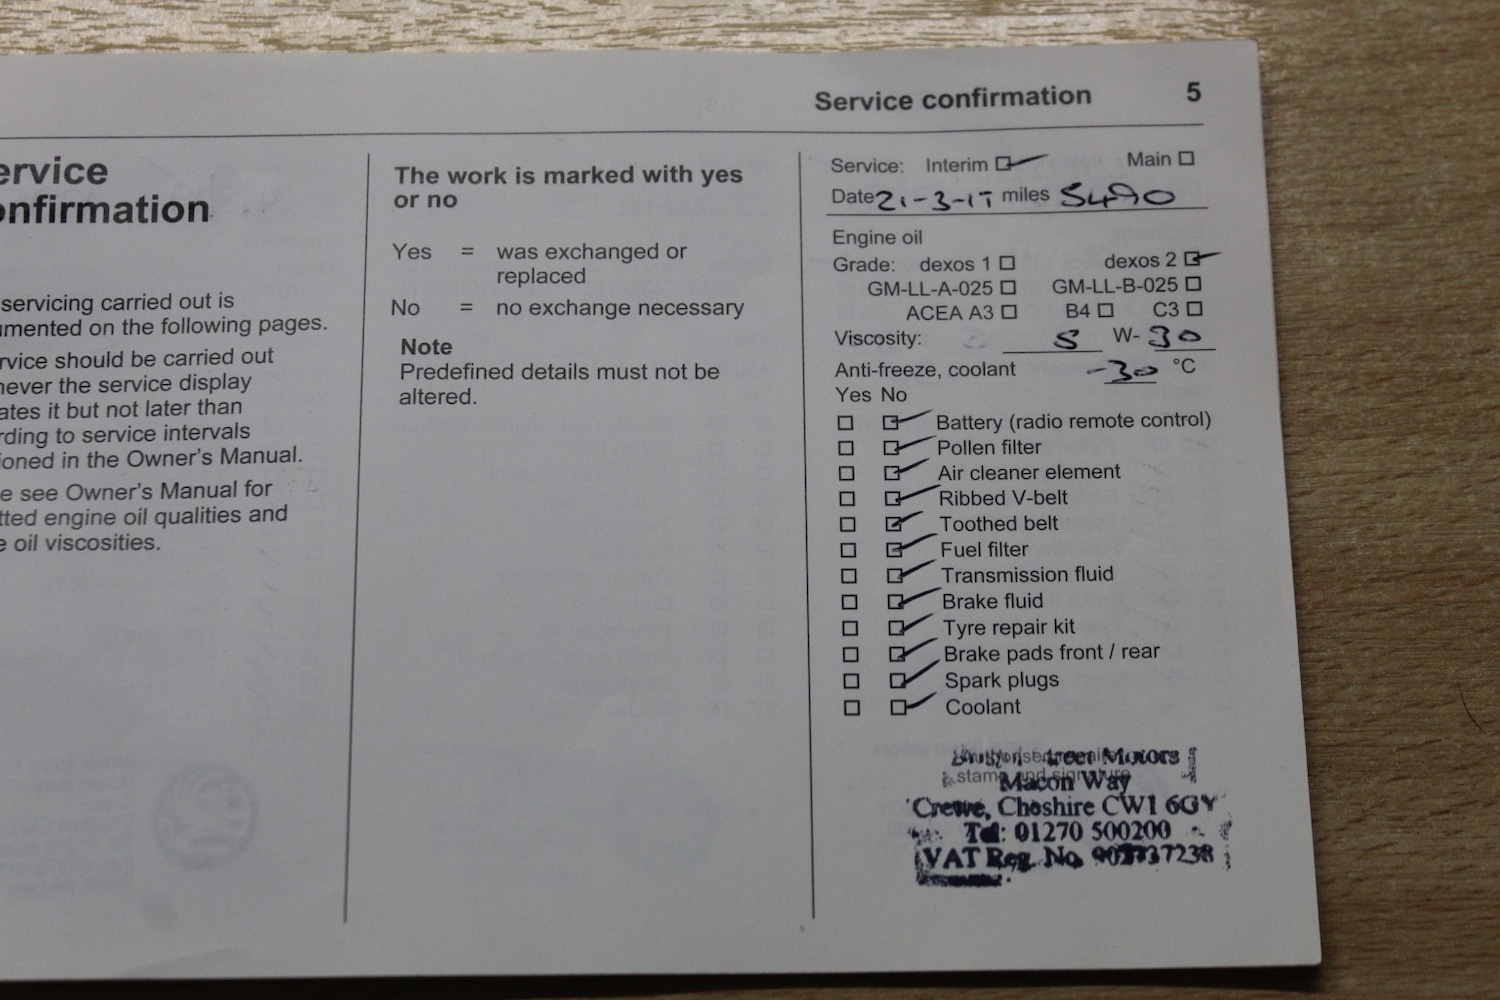 Service confirmation 5
ervice
onfirmation
servicing carried out is
umented on the following pages.
rvice should be carried out
never the service display
ates it but not later than
rding to service intervals
ioned in the Owner's Manual.
e see Owner's Manual for
tted engine oil qualities and
e oil viscosities.
The work is marked with yes
or no
Yes = was exchanged or
replaced
No = no exchange necessary
Note
Predefined details must not be
altered.
Service: Interim Main
Date 21-3-17 miles 5490
Engine oil
Grade: dexos 1 dexos 2
GM-LL-A-025 GM-LL-B-025
ACEA A3 B4 C3
Viscosity: 5 W- 30
Anti-freeze, coolant -30 °C
Yes No
Battery (radio remote control)
Pollen filter
Air cleaner element
Ribbed V-belt
Toothed belt
Fuel filter
Transmission fluid
Brake fluid
Tyre repair kit
Brake pads front / rear
Spark plugs
Coolant
Street Motors
stamp and signature
Macon Way
Crewe, Cheshire CW1 6GY
Tel: 01270 500200
VAT Reg. No